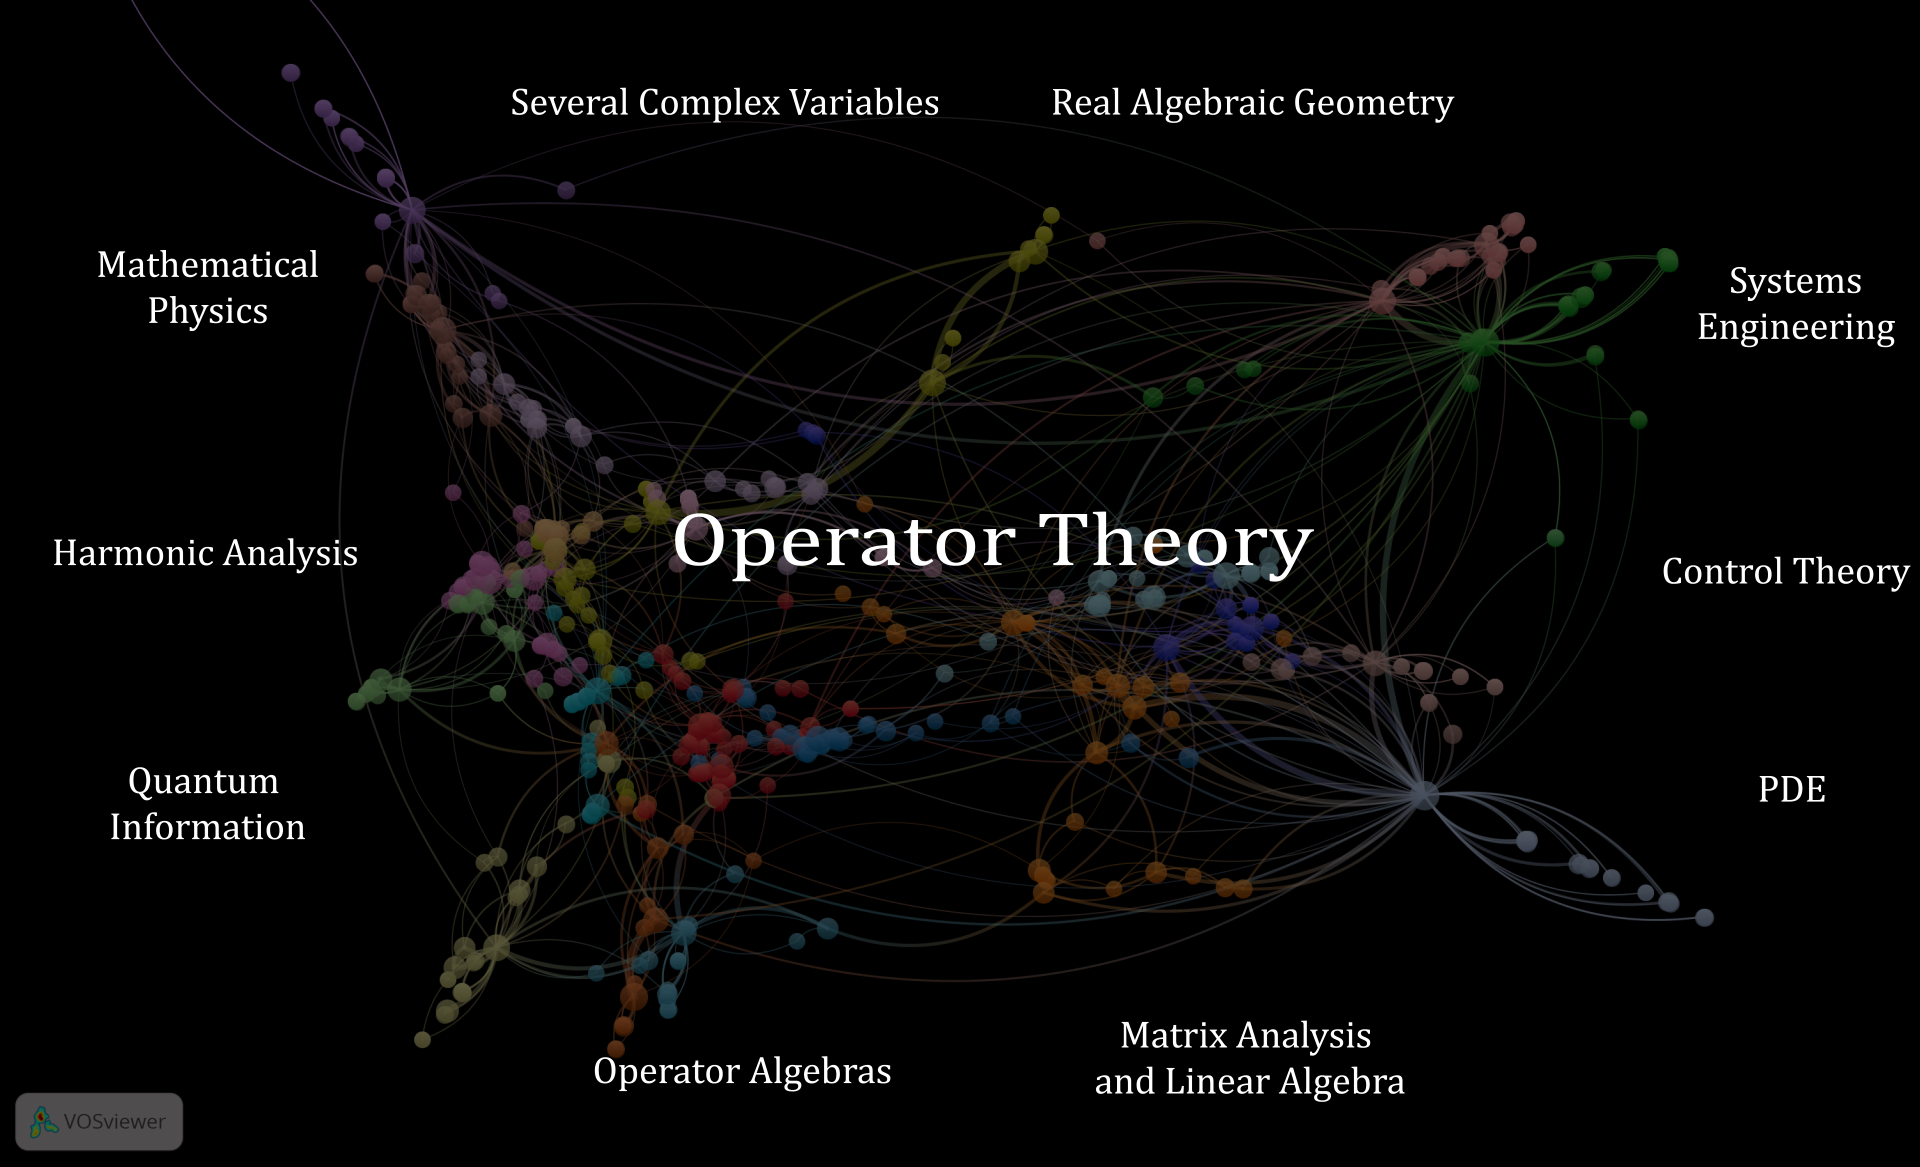 Several Complex Variables
Real Algebraic Geometry
Mathematical
Physics
Systems
Engineering
Operator Theory
Harmonic Analysis
Control Theory
Quantum
Information
PDE
Matrix Analysis
and Linear Algebra
Operator Algebras
VOSviewer